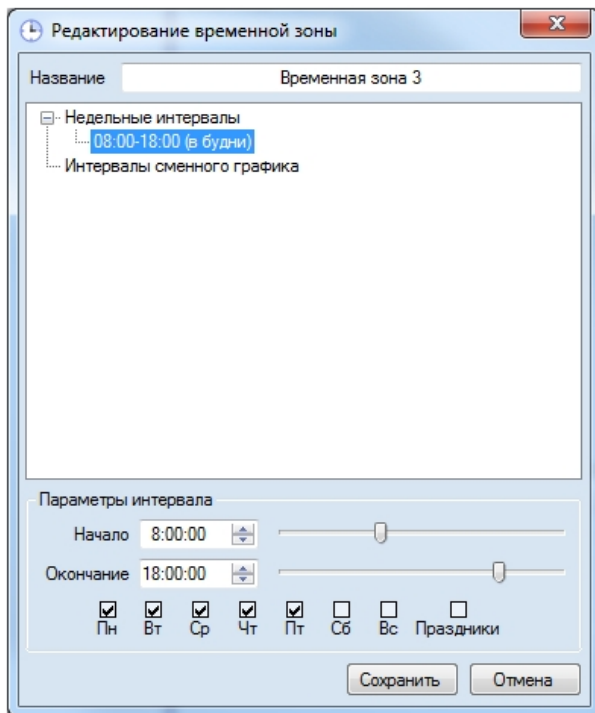 Редактирование временной зоны
Название Временная зона 3
Недельные интервалы
08:00-18:00 (в будни)
Интервалы сменного графика
Параметры интервала
Начало 8:00:00
Окончание 18:00:00
Пн Вт Ср Чт Пт Сб Вс Праздники
Сохранить Отмена